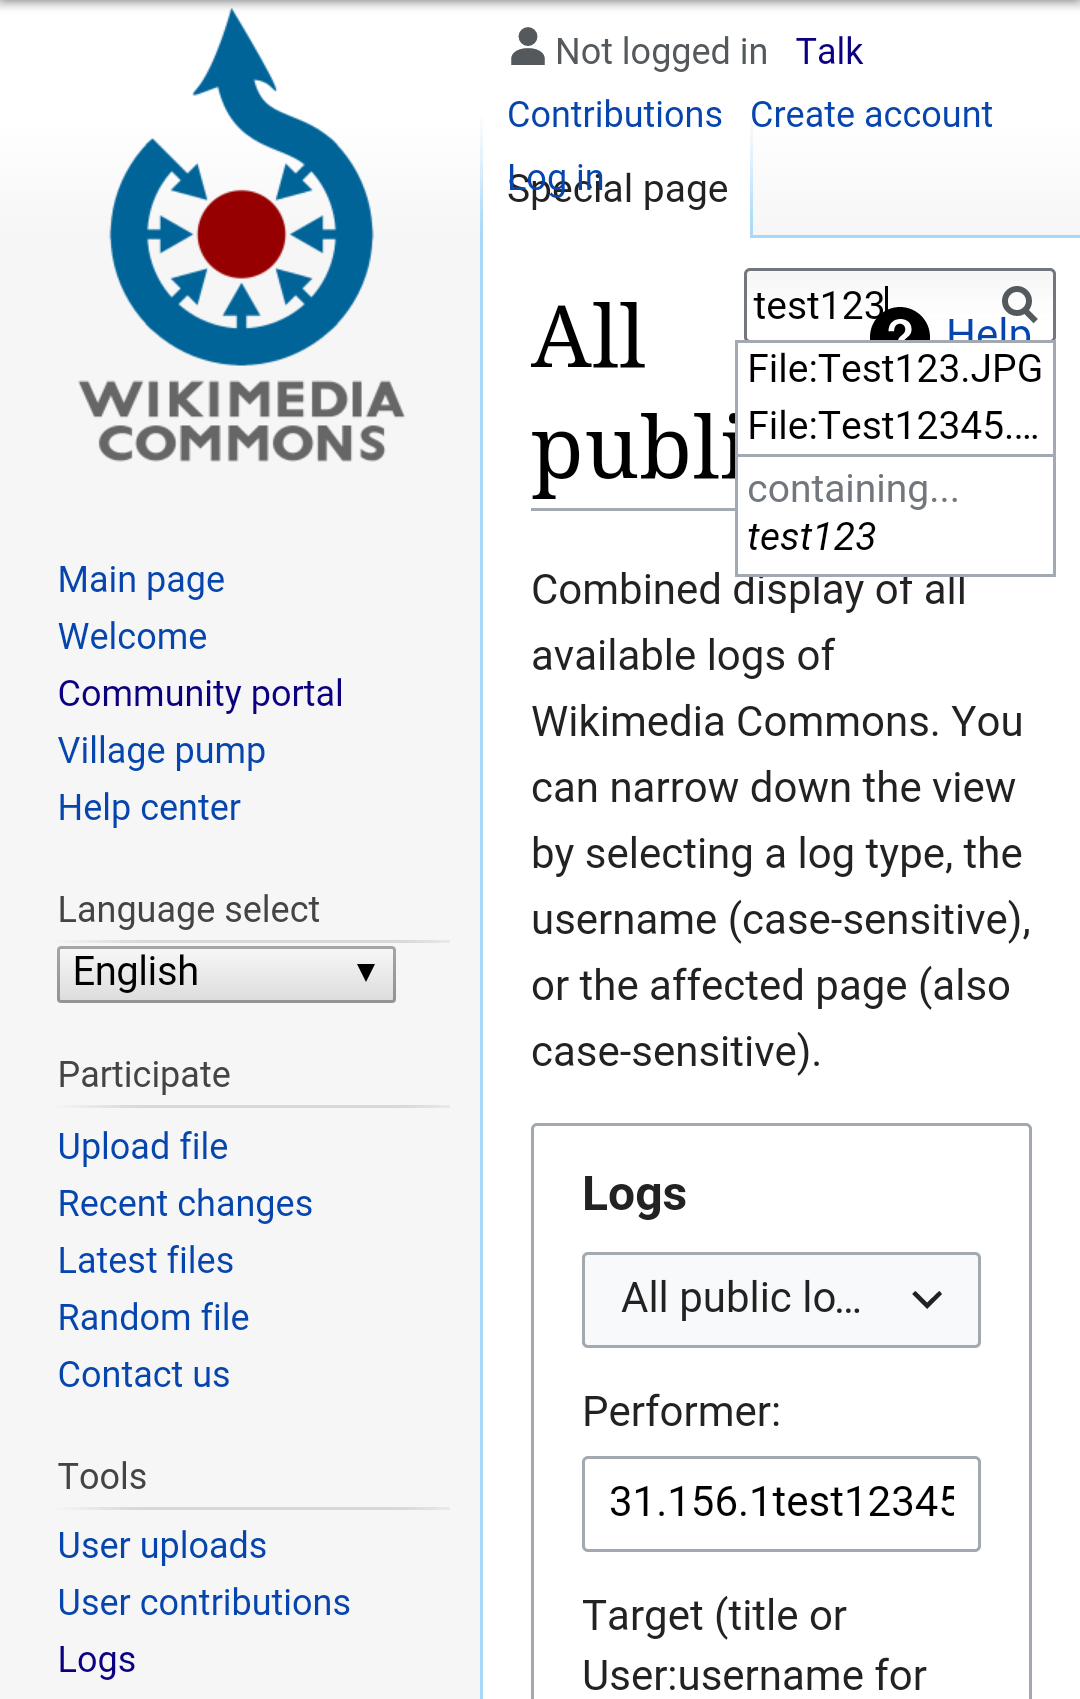 WIKIMEDIA
COMMONS
Main page
Welcome
Community portal
Village pump
Help center
Language select
English
Participate
Upload file
Recent changes
Latest files
Random file
Contact us
Tools
User uploads
User contributions
Logs
Not logged in Talk
Contributions Create account
Log in
Special page
test123
? Help
File:Test123.JPG
File:Test12345....
containing...
test123
All
publi
Combined display of all
available logs of
Wikimedia Commons. You
can narrow down the view
by selecting a log type, the
username (case-sensitive),
or the affected page (also
case-sensitive).
Logs
All public lo...
Performer:
31.156.1test12345
Target (title or
User:username for